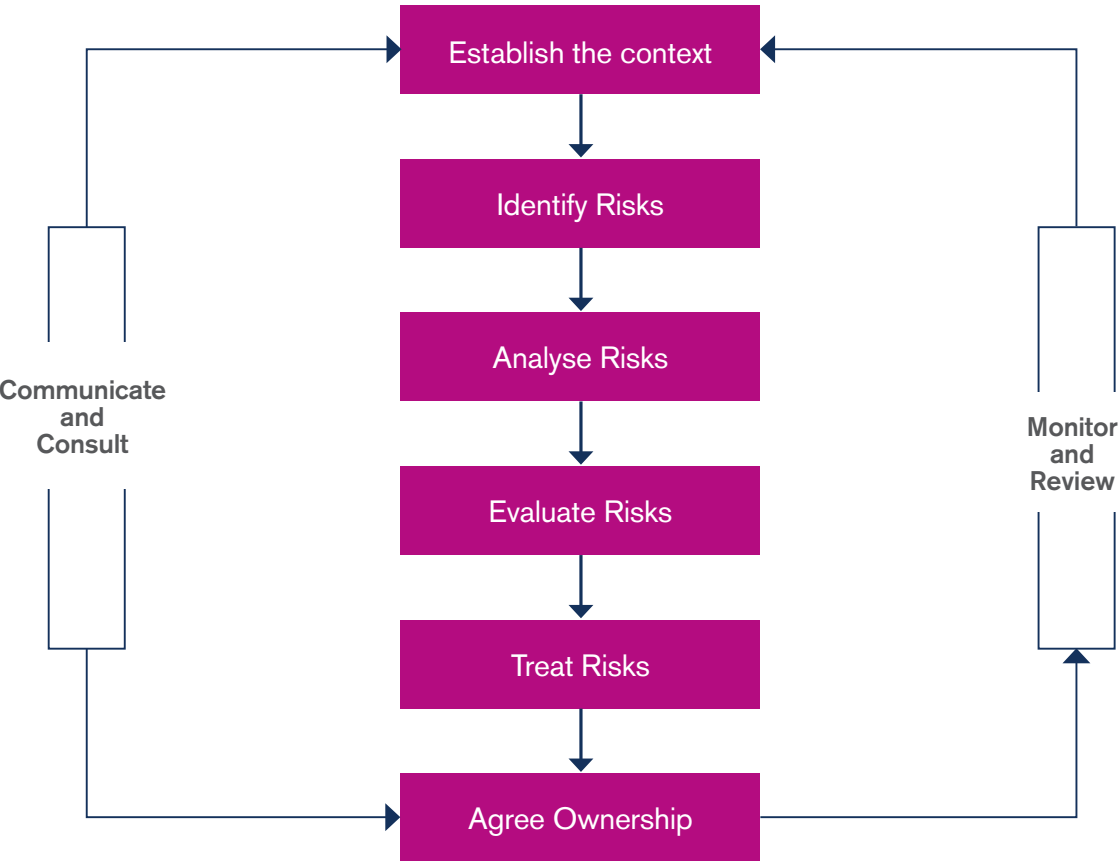 Establish the context
Identify Risks
Analyse Risks
Communicate
and
Consult
Monitor
and
Review
Evaluate Risks
Treat Risks
Agree Ownership